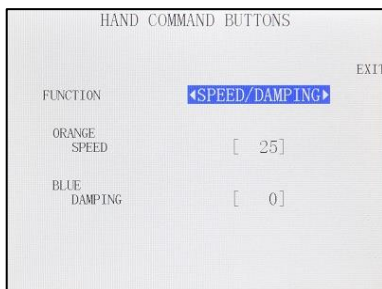 HAND COMMAND BUTTONS
EXIT
FUNCTION ◀SPEED/DAMPING▶
ORANGE
SPEED [ 25]
BLUE
DAMPING [ 0]